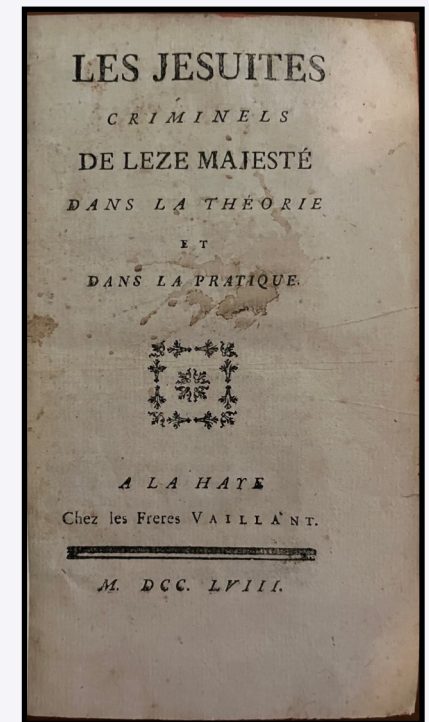 LES JESUITES
CRIMINELS
DE LEZE MAJESTÉ
DANS LA THÉORIE
ET
DANS LA PRATIQUE.
A LA HAYE
Chez les Freres VAILLANT.
M. DCC. LVIII.